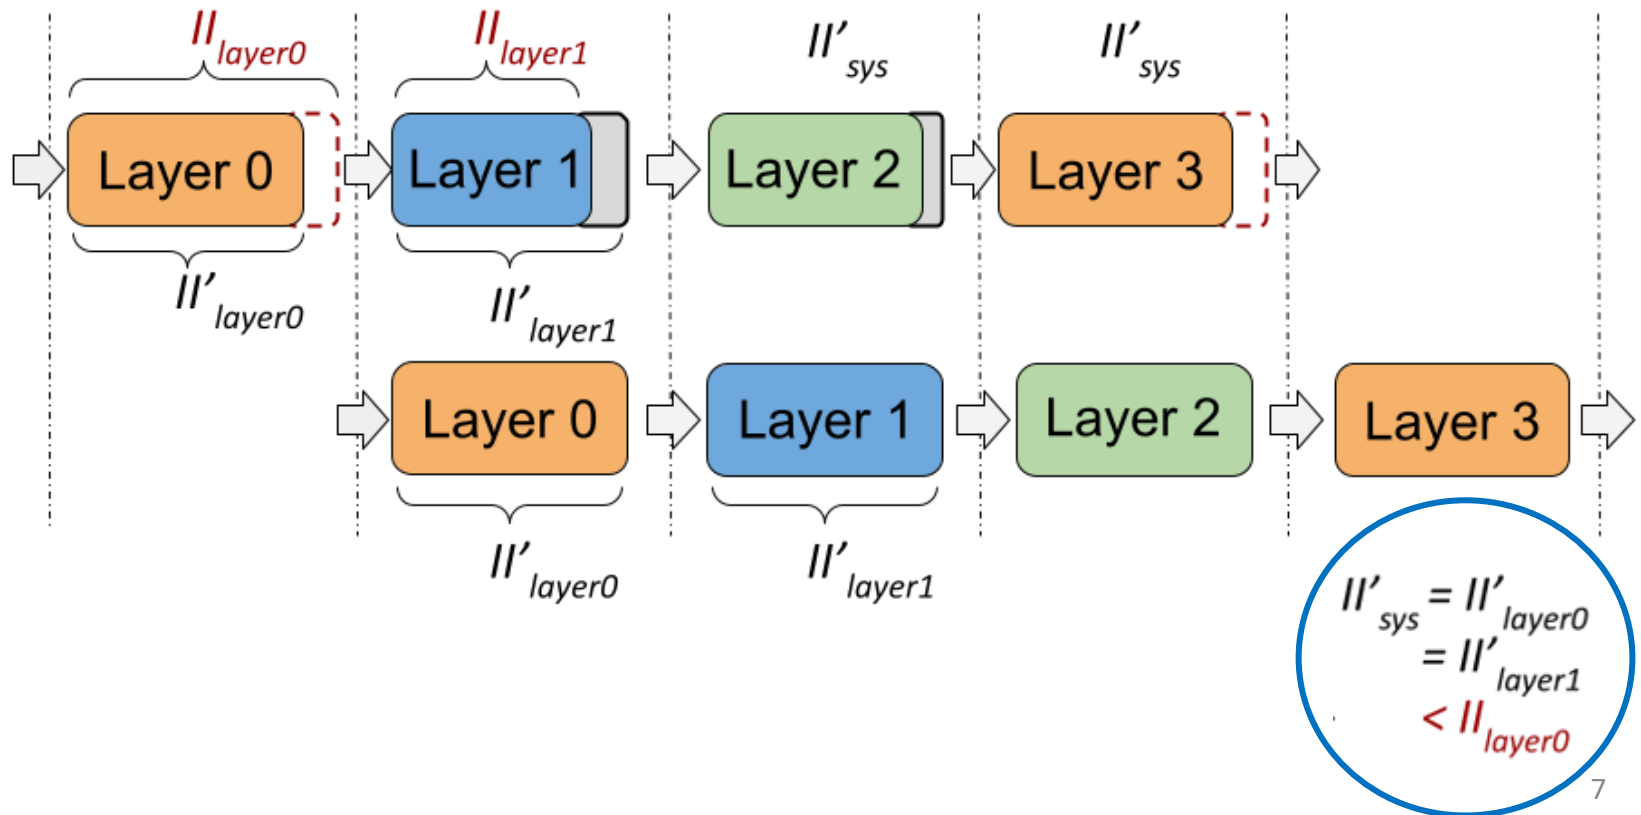 II_layer0 II_layer1 II'_sys II'_sys
Layer 0 Layer 1 Layer 2 Layer 3
II'_layer0 II'_layer1
Layer 0 Layer 1 Layer 2 Layer 3
II'_layer0 II'_layer1
II'_sys = II'_layer0
= II'_layer1
< II_layer0
7